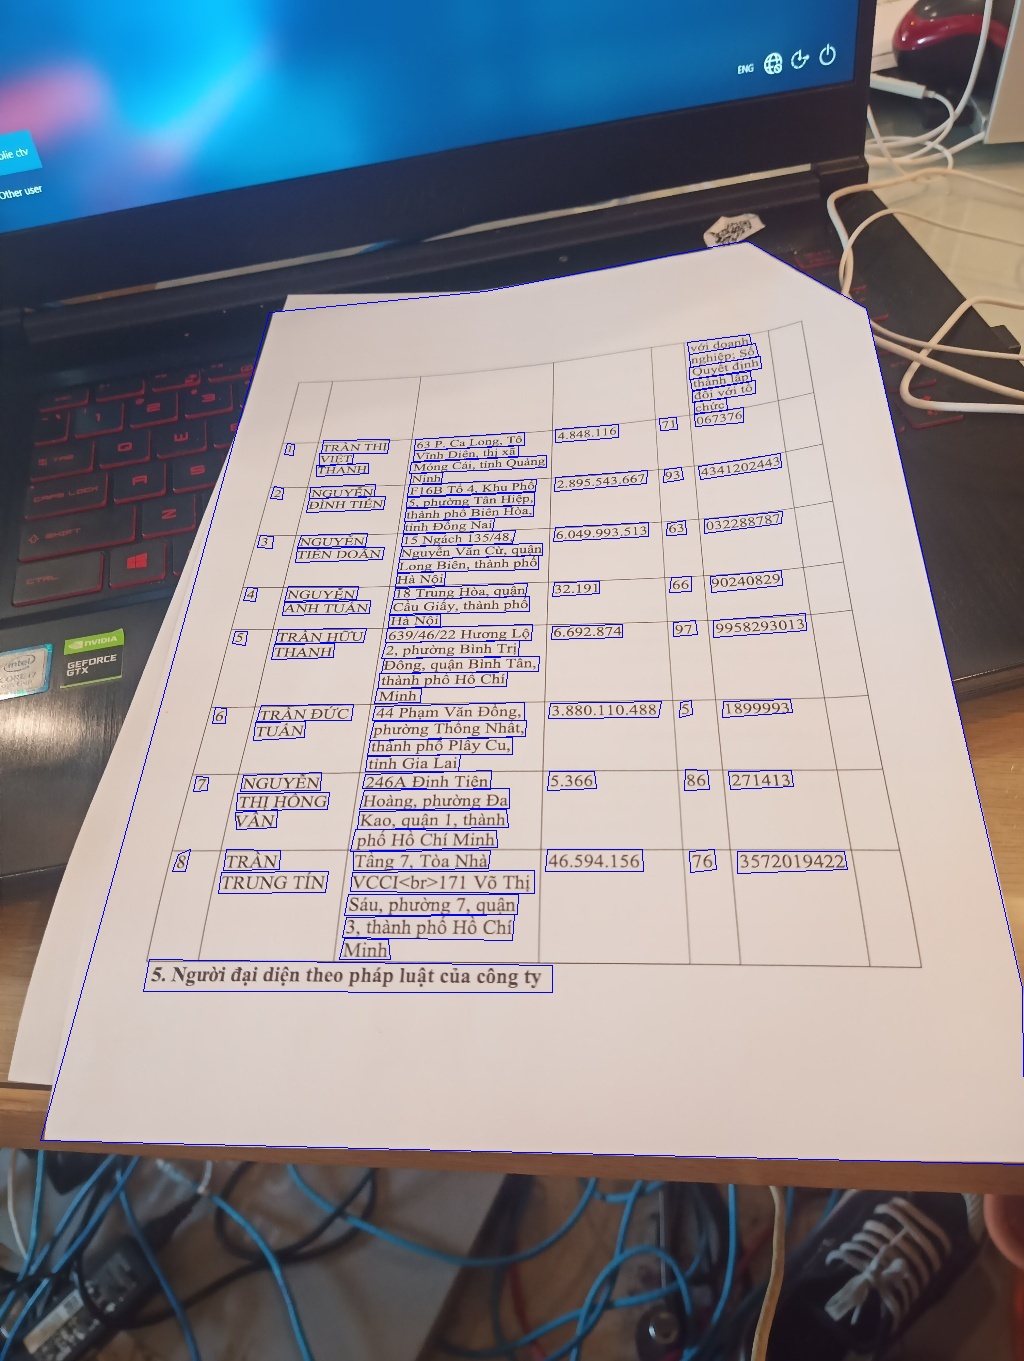 ENG
olie ctv
Other user
với doanh
nghiệp; Số
Quyết định
thành lập
đối với tổ
chức
1 TRẦN THỊ VIỆT THANH 63 P. Ca Long, Tổ Vĩnh Diện, thị xã Móng Cái, tỉnh Quảng Ninh 4.848.116 71 067376
2 NGUYỄN ĐÌNH TIẾN F16B Tổ 4, Khu Phố 5, phường Tân Hiệp, thành phố Biên Hòa, tỉnh Đồng Nai 2.895.543.667 93 4341202443
3 NGUYỄN TIẾN DOÃN 15 Ngách 135/48, Nguyễn Văn Cừ, quận Long Biên, thành phố Hà Nội 6.049.993.513 63 032288787
4 NGUYỄN ANH TUẤN 18 Trung Hòa, quận Cầu Giấy, thành phố Hà Nội 32.191 66 90240829
5 TRẦN HỮU THANH 639/46/22 Hương Lộ 2, phường Bình Trị Đông, quận Bình Tân, thành phố Hồ Chí Minh 6.692.874 97 9958293013
6 TRẦN ĐỨC TUẤN 44 Phạm Văn Đồng, phường Thống Nhất, thành phố Plây Cu, tỉnh Gia Lai 3.880.110.488 5 1899993
7 NGUYỄN THỊ HỒNG VÂN 246A Đinh Tiên Hoàng, phường Đa Kao, quận 1, thành phố Hồ Chí Minh 5.366 86 271413
8 TRẦN TRUNG TÍN Tầng 7, Tòa Nhà VCCI<br>171 Võ Thị Sáu, phường 7, quận 3, thành phố Hồ Chí Minh 46.594.156 76 3572019422
5. Người đại diện theo pháp luật của công ty
intel
NVIDIA
GEFORCE
GTX
CAPS LOCK
SHIFT
CTRL